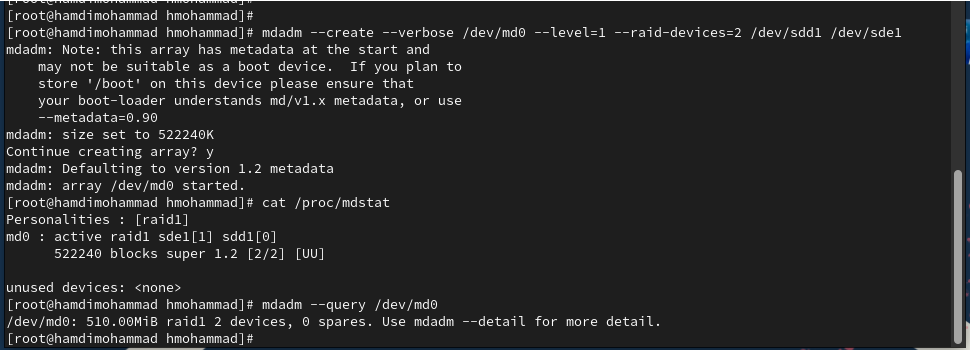 [root@hamdimohammad hmohammad]#
[root@hamdimohammad hmohammad]#
[root@hamdimohammad hmohammad]# mdadm --create --verbose /dev/md0 --level=1 --raid-devices=2 /dev/sdd1 /dev/sde1
mdadm: Note: this array has metadata at the start and
    may not be suitable as a boot device.  If you plan to
    store '/boot' on this device please ensure that
    your boot-loader understands md/v1.x metadata, or use
    --metadata=0.90
mdadm: size set to 522240K
Continue creating array? y
mdadm: Defaulting to version 1.2 metadata
mdadm: array /dev/md0 started.
[root@hamdimohammad hmohammad]# cat /proc/mdstat
Personalities : [raid1]
md0 : active raid1 sde1[1] sdd1[0]
      522240 blocks super 1.2 [2/2] [UU]

unused devices: <none>
[root@hamdimohammad hmohammad]# mdadm --query /dev/md0
/dev/md0: 510.00MiB raid1 2 devices, 0 spares. Use mdadm --detail for more detail.
[root@hamdimohammad hmohammad]#